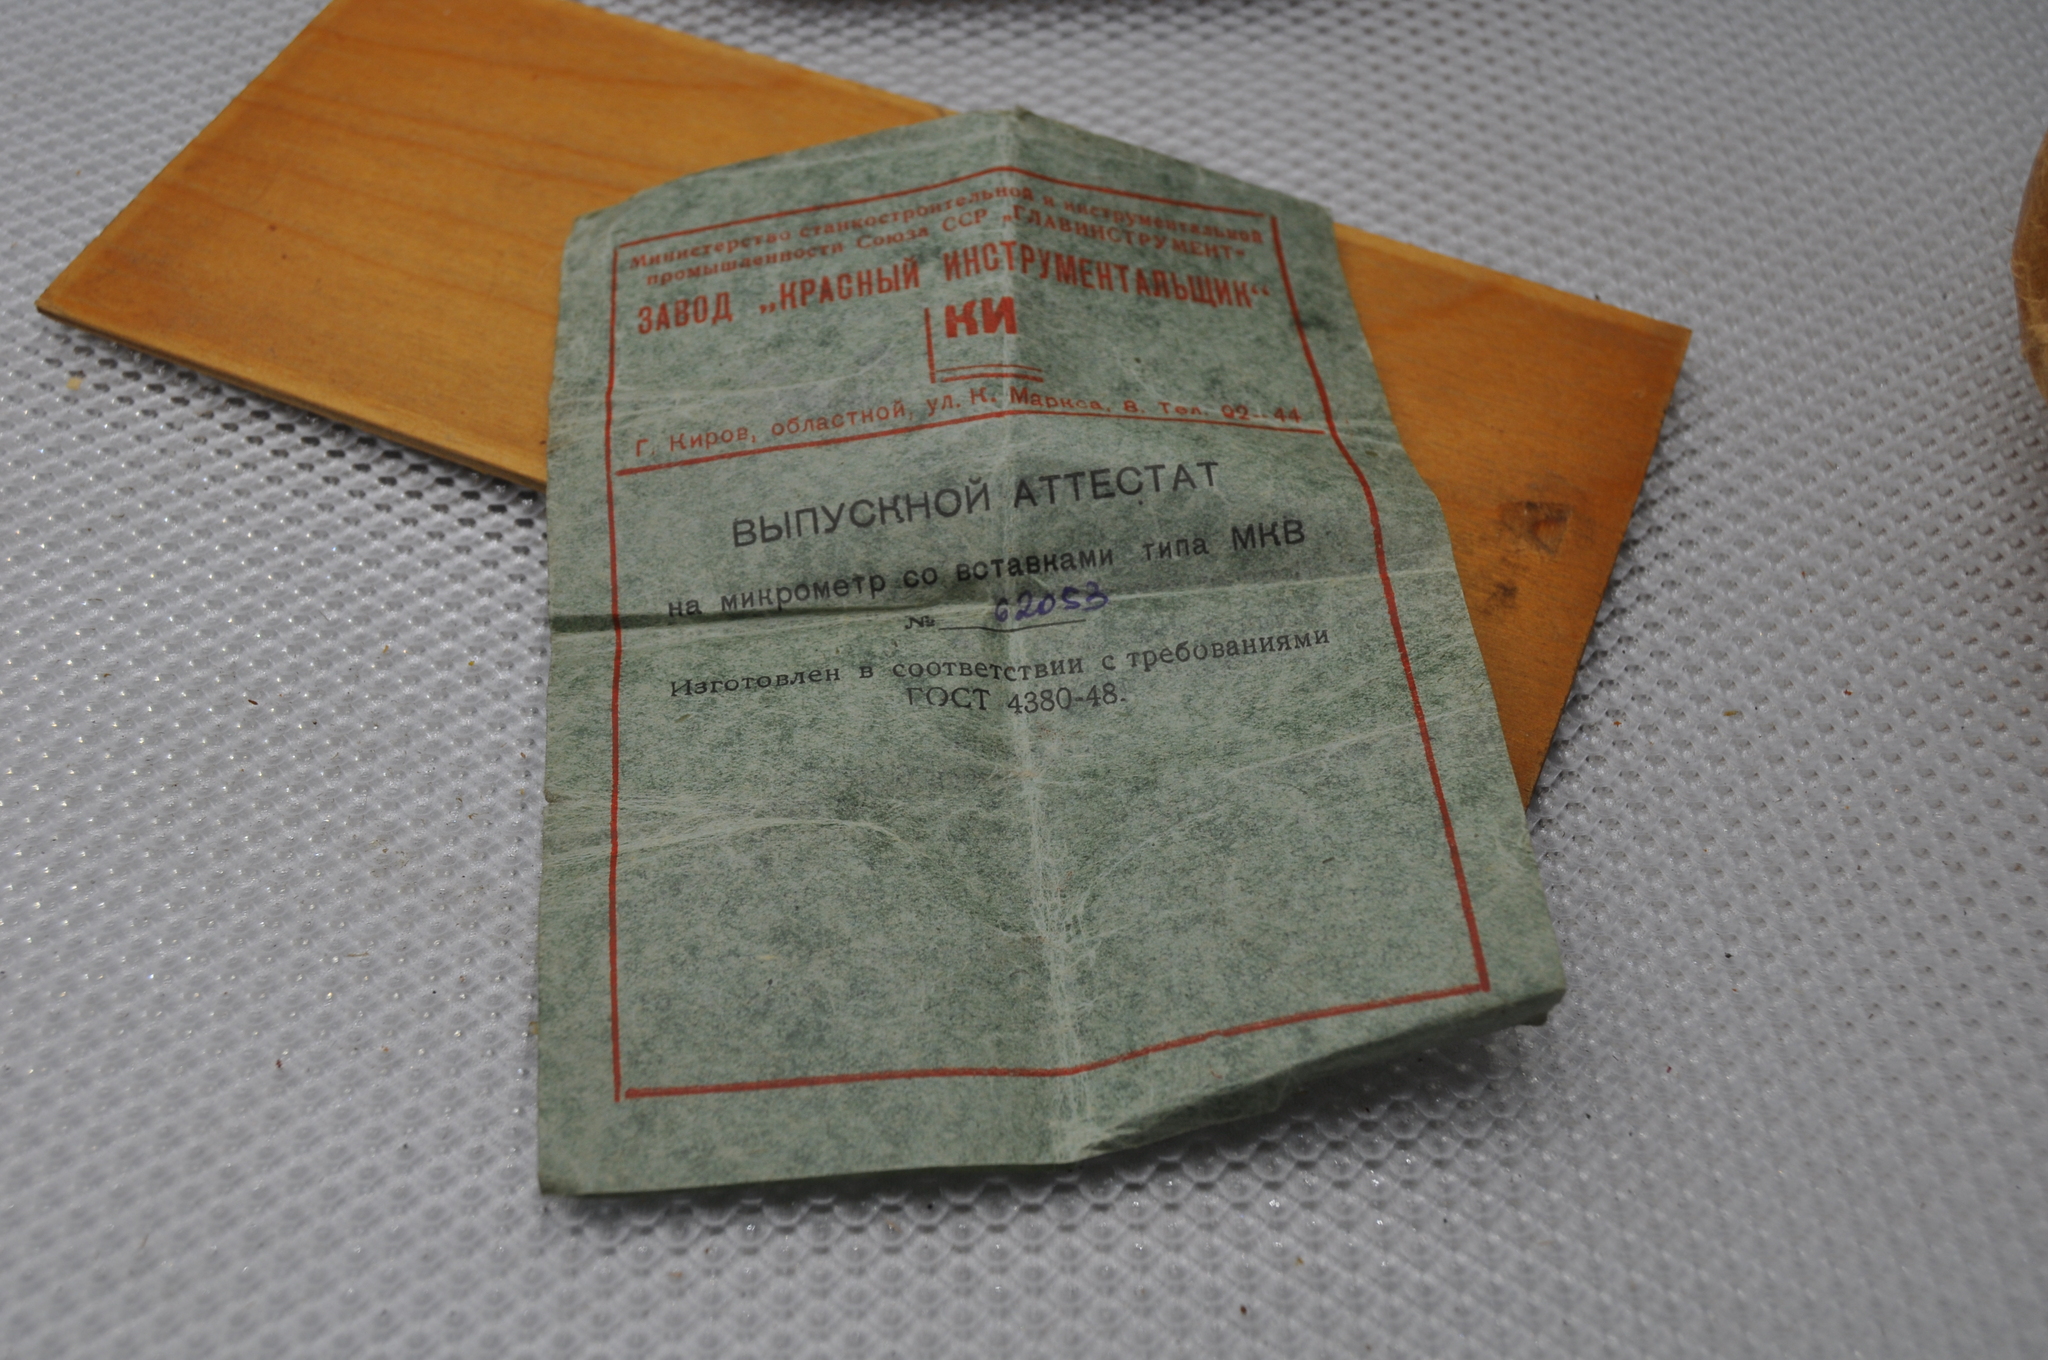 Министерство станкостроительной и инструментальной
промышленности Союза ССР „ГЛАВИНСТРУМЕНТ“
ЗАВОД „КРАСНЫЙ ИНСТРУМЕНТАЛЬЩИК“
КИ
Г. Киров, областной, ул. К. Маркса, 8. Тел. 02-44
ВЫПУСКНОЙ АТТЕСТАТ
на микрометр со вставками типа МКВ
№ 62053
Изготовлен в соответствии с требованиями
ГОСТ 4380-48.